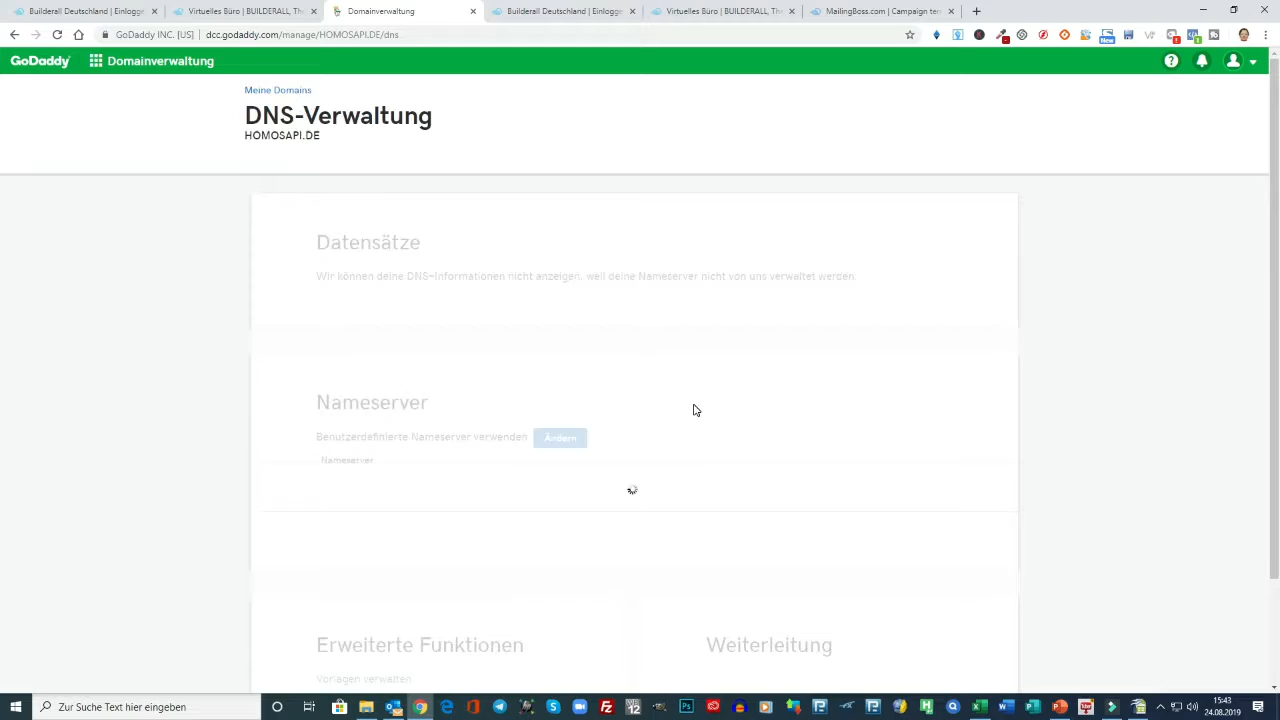 Builderall Deutschland | Einlogge
Virtuelles Büro | BUILDERALL, Th
Domainverwaltung
Builderall Deutschland | Einlogge
Virtuelles Büro | BUILDERALL, The
MailingBoss.com | Campaign ter
GoDaddy INC. [US] | dcc.godaddy.com/manage/HOMOSAPI.DE/dns
GoDaddy
Domainverwaltung
Meine Domains
DNS-Verwaltung
HOMOSAPI.DE
Datensätze
Wir können deine DNS-Informationen nicht anzeigen, weil deine Nameserver nicht von uns verwaltet werden.
Nameserver
Benutzerdefinierte Nameserver verwenden Ändern
Nameserver
Erweiterte Funktionen
Weiterleitung
Vorlagen verwalten
Zur Suche Text hier eingeben
15:43
24.08.2019